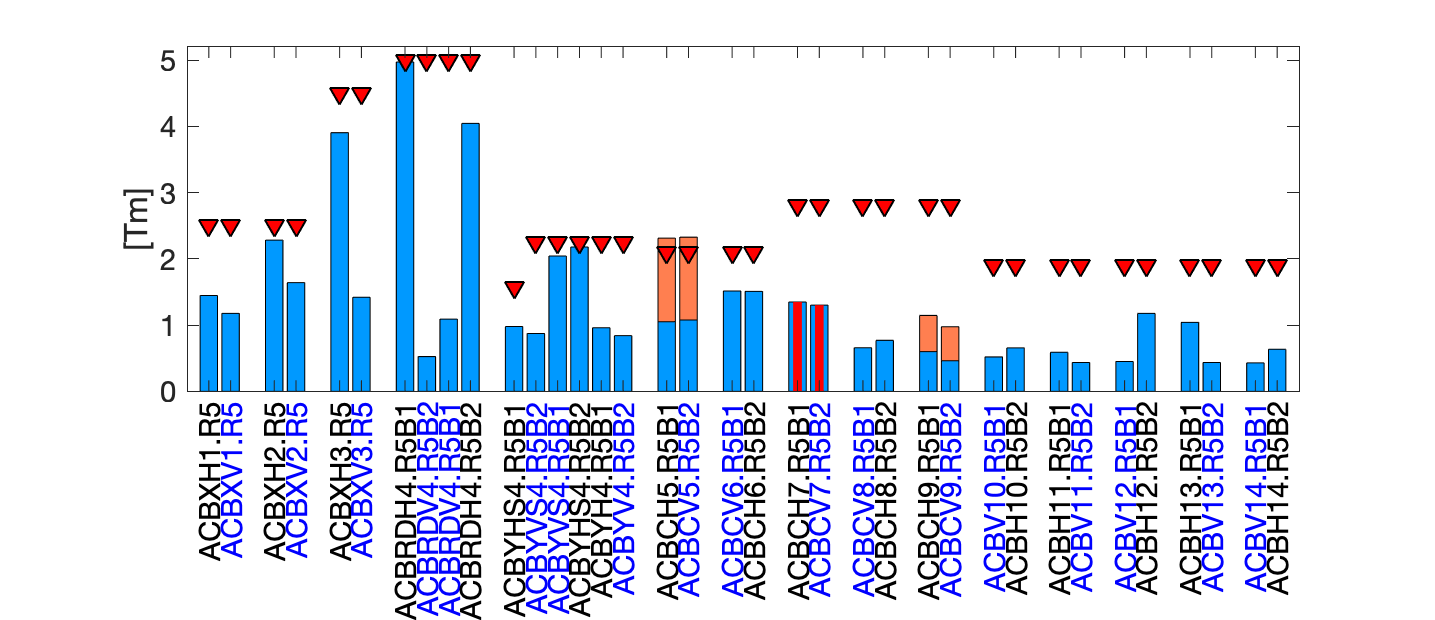 5
4
3
2
1
0
[Tm]
ACBXH1.R5
ACBXV1.R5
ACBXH2.R5
ACBXV2.R5
ACBXH3.R5
ACBXV3.R5
ACBRDH4.R5B1
ACBRDV4.R5B2
ACBRDV4.R5B1
ACBRDH4.R5B2
ACBYHS4.R5B1
ACBYVS4.R5B2
ACBYVS4.R5B1
ACBYHS4.R5B2
ACBYH4.R5B1
ACBYV4.R5B2
ACBCH5.R5B1
ACBCV5.R5B2
ACBCV6.R5B1
ACBCH6.R5B2
ACBCH7.R5B1
ACBCV7.R5B2
ACBCV8.R5B1
ACBCH8.R5B2
ACBCH9.R5B1
ACBCV9.R5B2
ACBV10.R5B1
ACBH10.R5B2
ACBH11.R5B1
ACBV11.R5B2
ACBV12.R5B1
ACBH12.R5B2
ACBH13.R5B1
ACBV13.R5B2
ACBV14.R5B1
ACBH14.R5B2